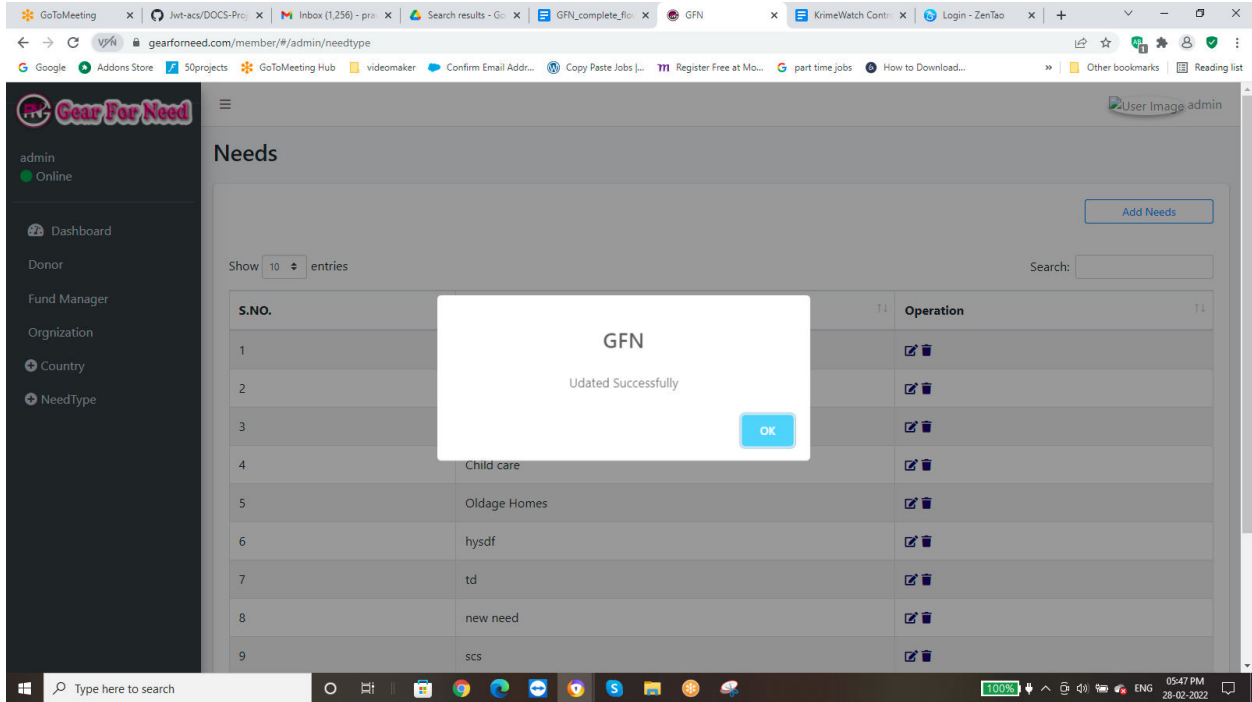 GoToMeeting
Jwt-acs/DOCS-Proj
Inbox (1,256) - pra
Search results - Go
GFN_complete_flo
GFN
KrimeWatch Contr
Login - ZenTao
VPN
gearforneed.com/member/#/admin/needtype
Google
Addons Store
50projects
GoToMeeting Hub
videomaker
Confirm Email Addr...
Copy Paste Jobs |...
Register Free at Mo...
part time jobs
How to Download...
»
Other bookmarks
Reading list
Gear For Need
User Image admin
admin
Online
Needs
Add Needs
Dashboard
Donor
Fund Manager
Orgnization
Country
NeedType
Show 10 entries
Search:
S.NO.
Operation
GFN
Udated Successfully
OK
1
2
3
4 Child care
5 Oldage Homes
6 hysdf
7 td
8 new need
9 scs
Type here to search
100%
ENG
05:47 PM
28-02-2022